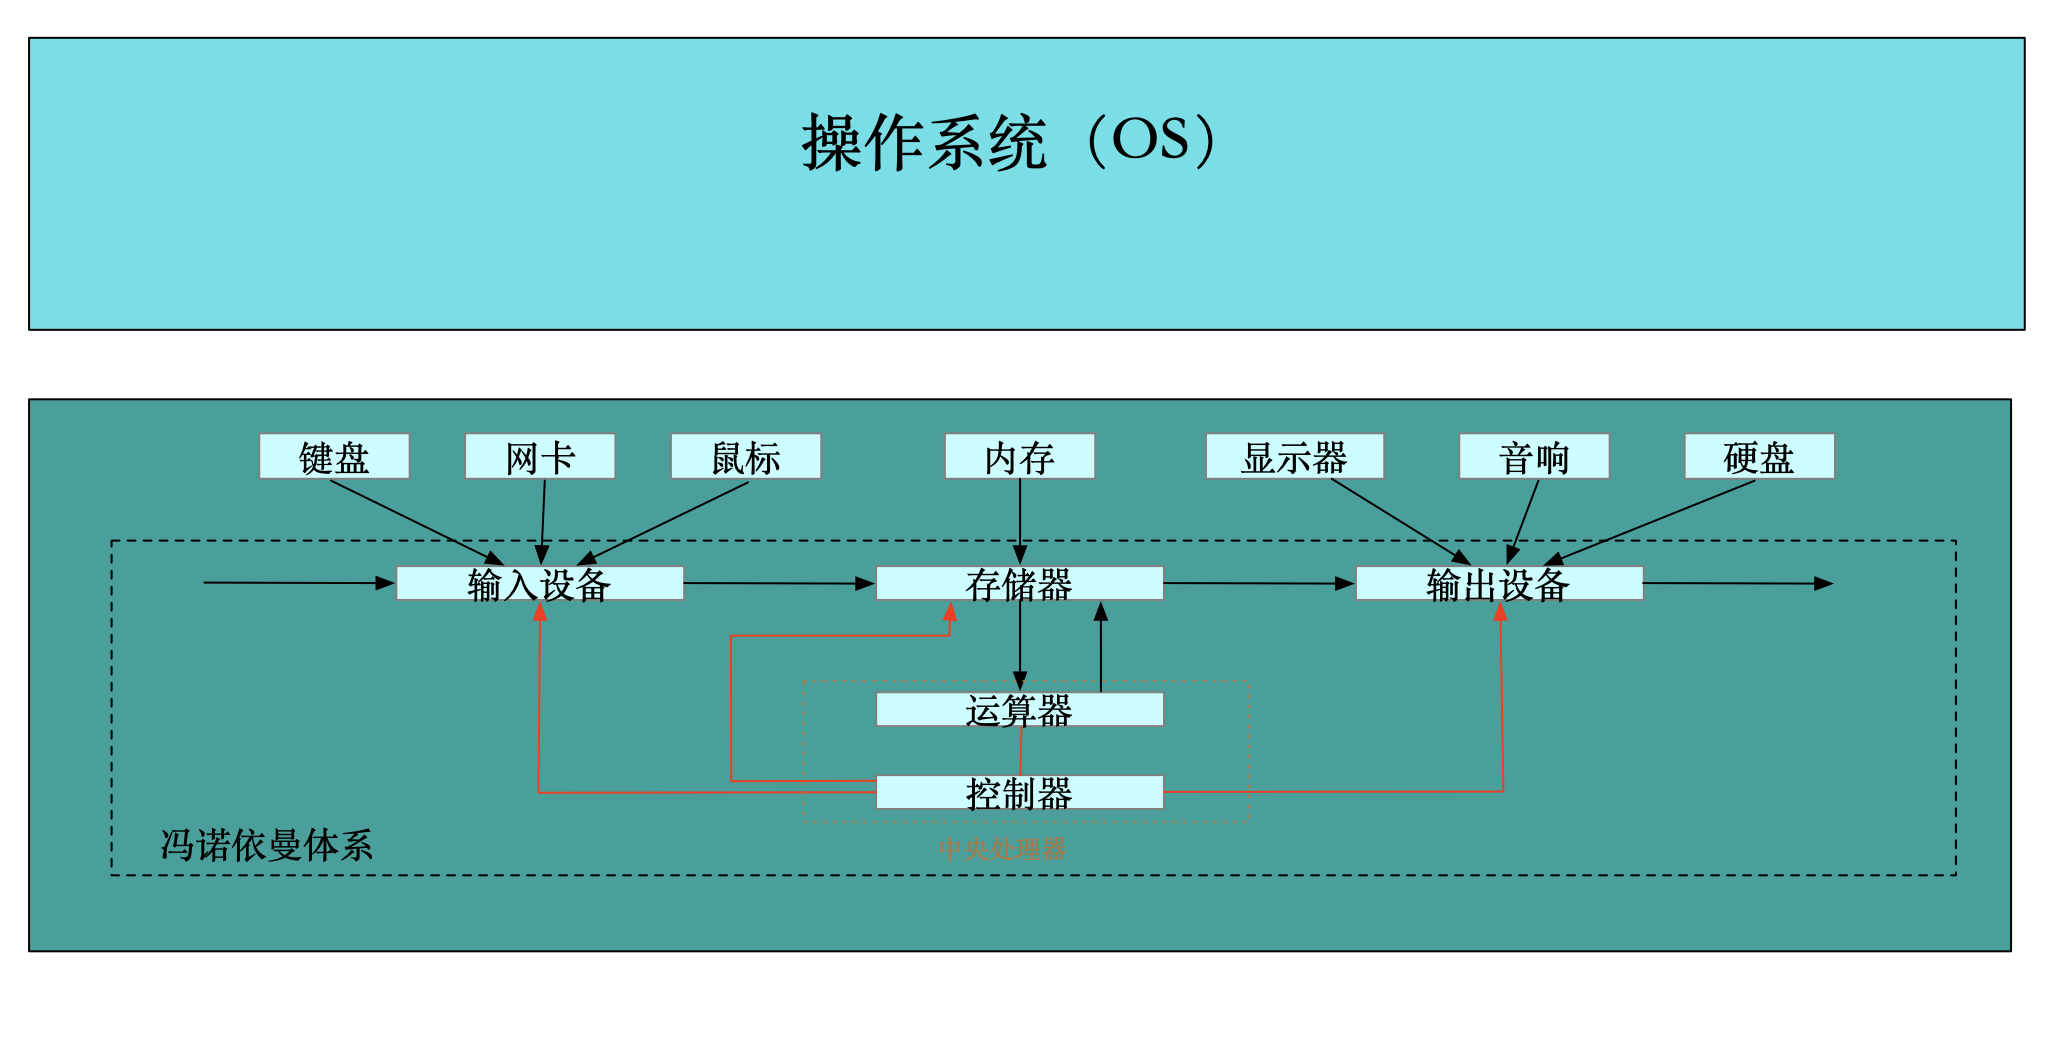 操作系统（OS）
键盘
网卡
鼠标
内存
显示器
音响
硬盘
输入设备
存储器
输出设备
运算器
控制器
冯诺依曼体系
中央处理器